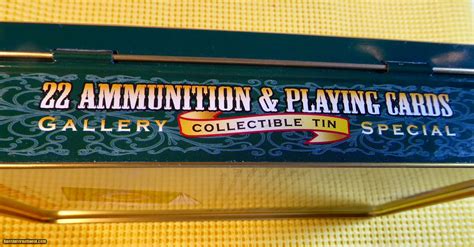 22 AMMUNITION & PLAYING CARDS
GALLERY COLLECTIBLE TIN SPECIAL